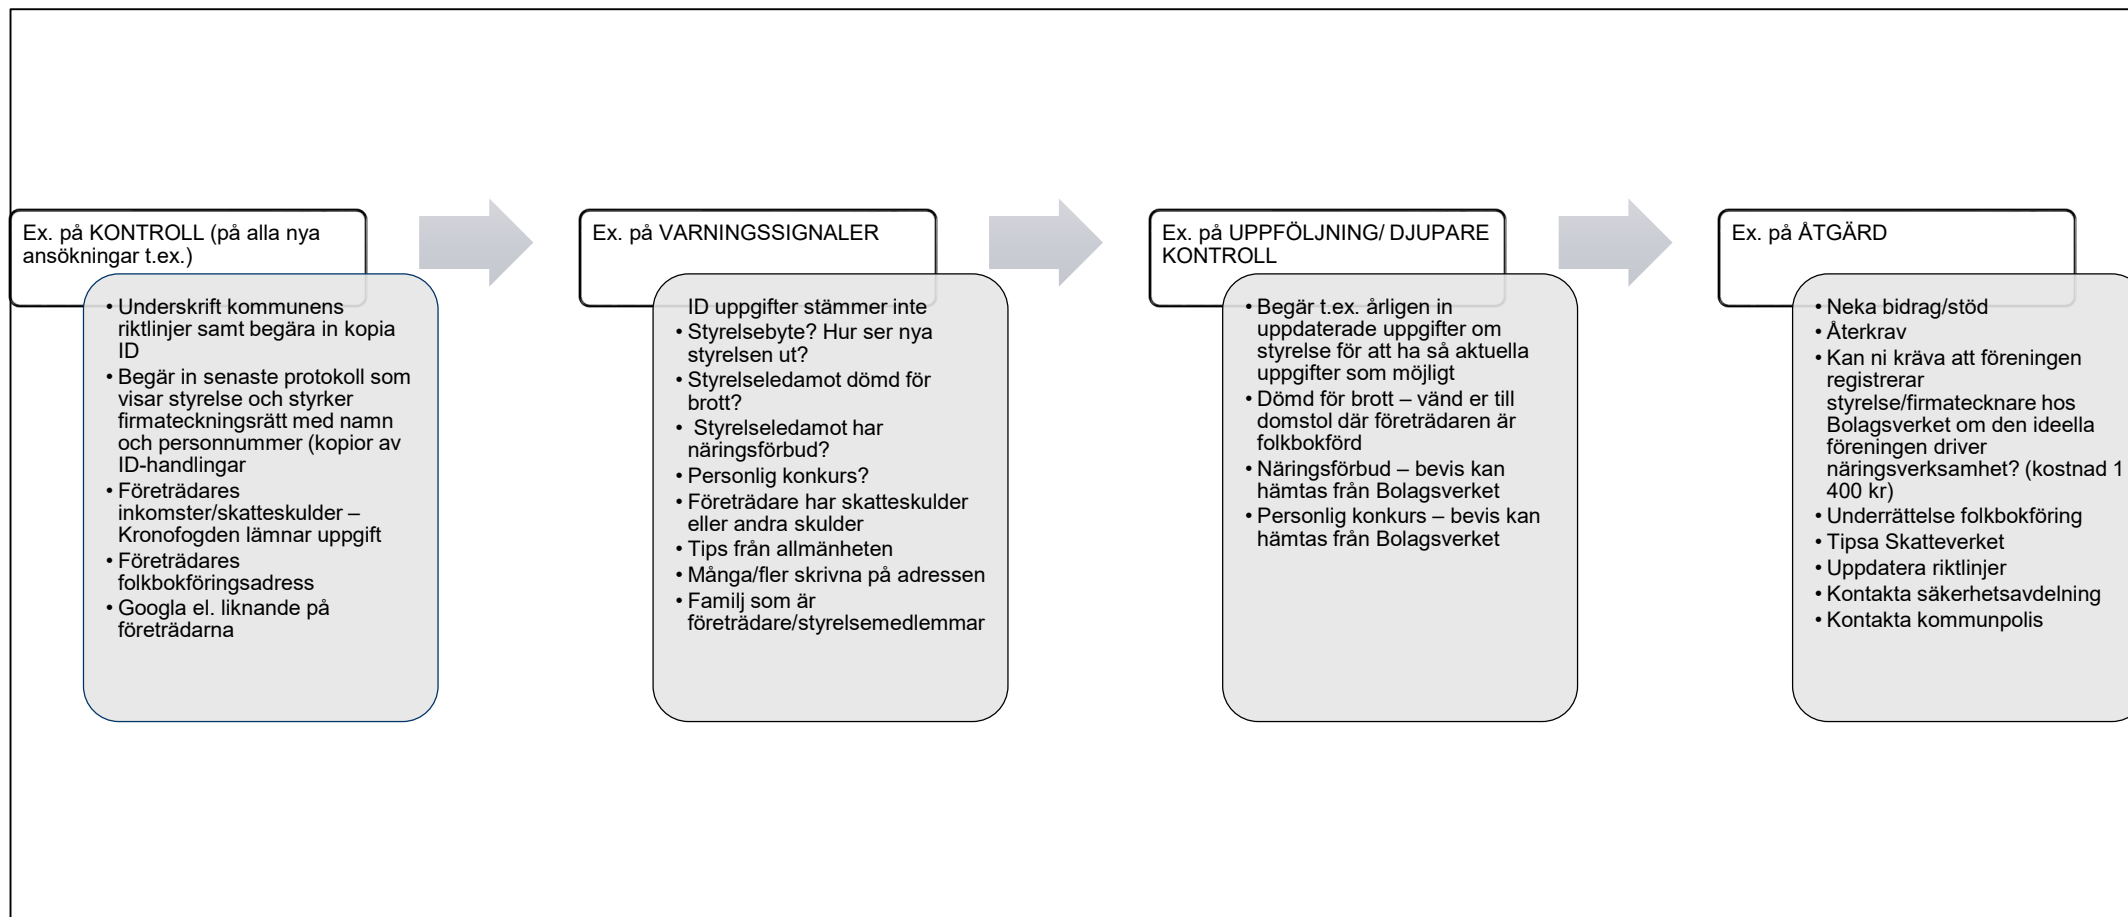 Ex. på KONTROLL (på alla nya
ansökningar t.ex.)
• Underskrift kommunens
riktlinjer samt begära in kopia
ID
• Begär in senaste protokoll som
visar styrelse och styrker
firmateckningsrätt med namn
och personnummer (kopior av
ID-handlingar
• Företrädares
inkomster/skatteskulder –
Kronofogden lämnar uppgift
• Företrädares
folkbokföringsadress
• Googla el. liknande på
företrädarna
Ex. på VARNINGSSIGNALER
ID uppgifter stämmer inte
• Styrelsebyte? Hur ser nya
styrelsen ut?
• Styrelseledamot dömd för
brott?
• Styrelseledamot har
näringsförbud?
• Personlig konkurs?
• Företrädare har skatteskulder
eller andra skulder
• Tips från allmänheten
• Många/fler skrivna på adressen
• Familj som är
företrädare/styrelsemedlemmar
Ex. på UPPFÖLJNING/ DJUPARE
KONTROLL
• Begär t.ex. årligen in
uppdaterade uppgifter om
styrelse för att ha så aktuella
uppgifter som möjligt
• Dömd för brott – vänd er till
domstol där företrädaren är
folkbokförd
• Näringsförbud – bevis kan
hämtas från Bolagsverket
• Personlig konkurs – bevis kan
hämtas från Bolagsverket
Ex. på ÅTGÄRD
• Neka bidrag/stöd
• Återkrav
• Kan ni kräva att föreningen
registrerar
styrelse/firmatecknare hos
Bolagsverket om den ideella
föreningen driver
näringsverksamhet? (kostnad 1
400 kr)
• Underrättelse folkbokföring
• Tipsa Skatteverket
• Uppdatera riktlinjer
• Kontakta säkerhetsavdelning
• Kontakta kommunpolis